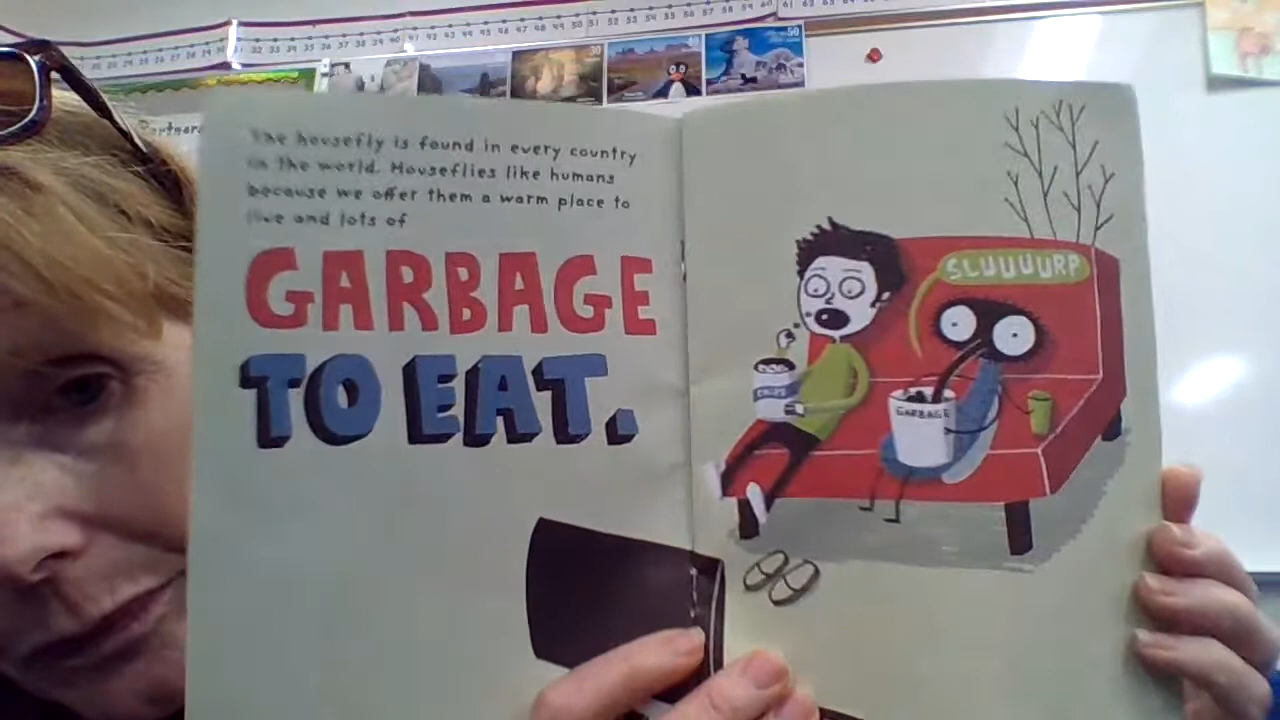 The housefly is found in every country
in the world. Houseflies like humans
because we offer them a warm place to
live and lots of
GARBAGE
TO EAT.
SLUUUURP
CHIPS
GARBAGE